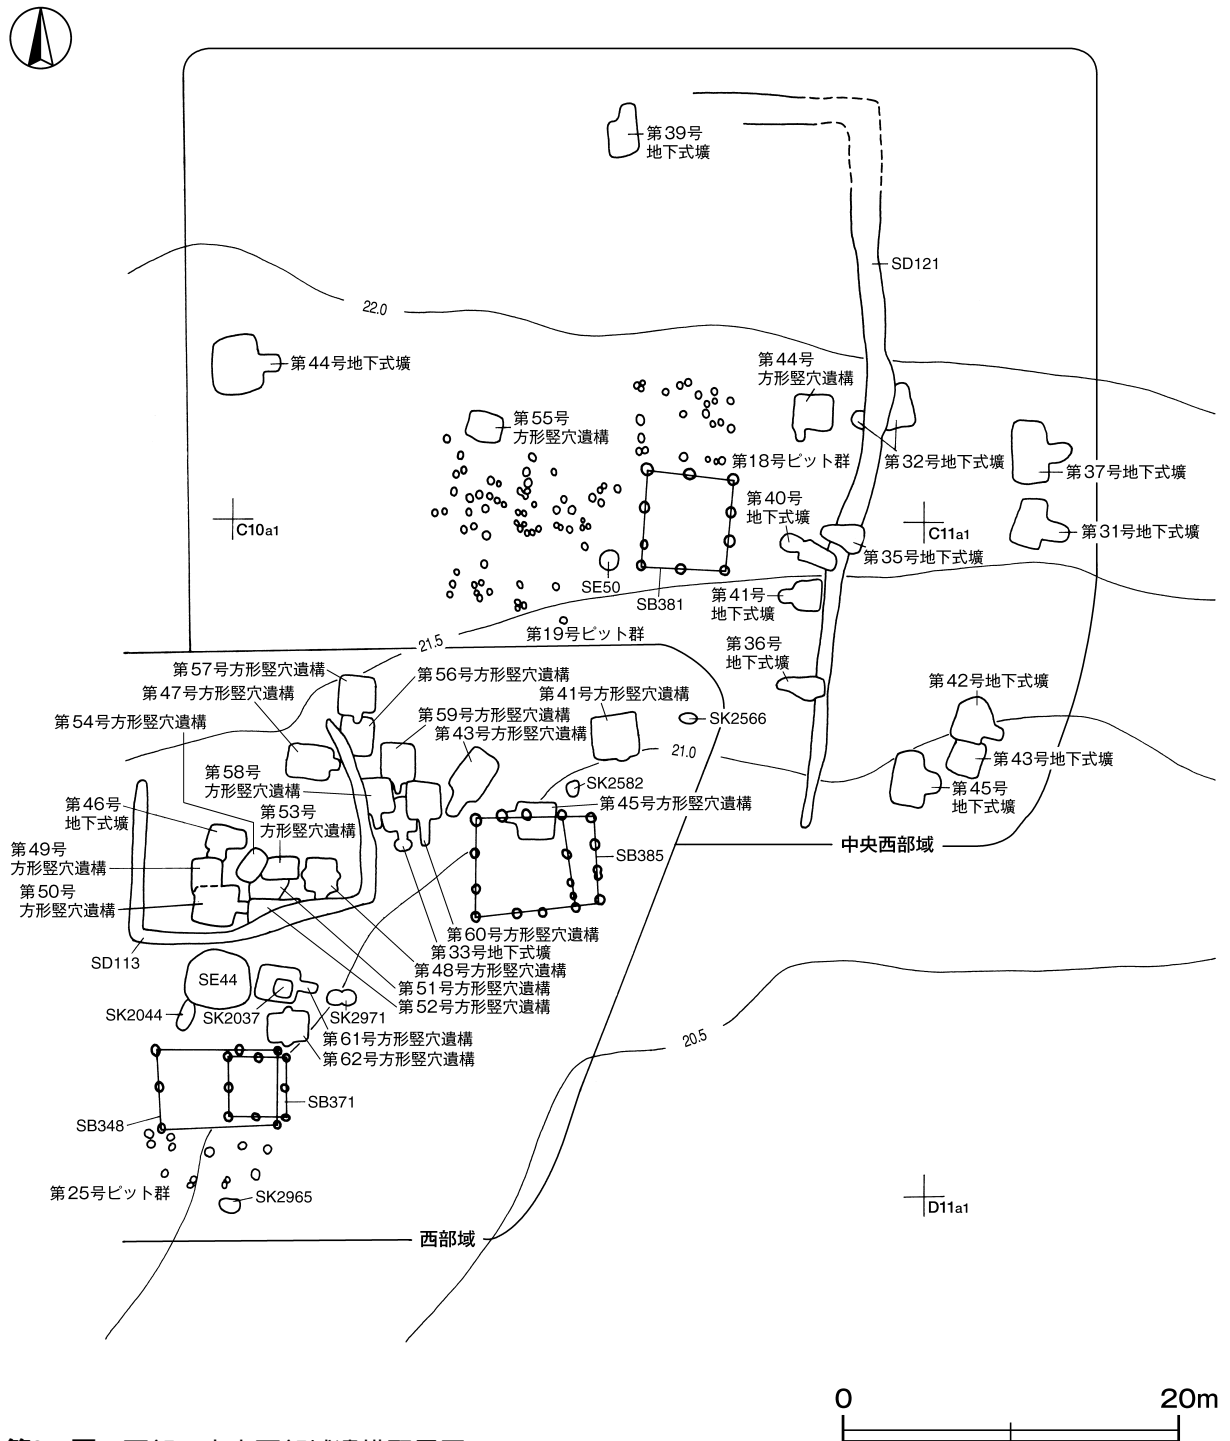 第39号
地下式壙
SD121
22.0
第44号地下式壙
第44号
方形竪穴遺構
第55号
方形竪穴遺構
第18号ピット群
第32号地下式壙
第37号地下式壙
第40号
地下式壙
C10a1
C11a1
第31号地下式壙
第35号地下式壙
SE50
SB381
第41号
地下式壙
第19号ピット群
21.5
第36号
地下式壙
第57号方形竪穴遺構
第56号方形竪穴遺構
第47号方形竪穴遺構
第41号方形竪穴遺構
第42号地下式壙
第54号方形竪穴遺構
第59号方形竪穴遺構
第43号方形竪穴遺構
SK2566
21.0
第43号地下式壙
第58号
方形竪穴遺構
SK2582
第45号
地下式壙
第46号
地下式壙
第53号
方形竪穴遺構
第45号方形竪穴遺構
中央西部域
第49号
方形竪穴遺構
SB385
第50号
方形竪穴遺構
第60号方形竪穴遺構
第33号地下式壙
SD113
第48号方形竪穴遺構
SE44
第51号方形竪穴遺構
第52号方形竪穴遺構
SK2044
SK2037
SK2971
第61号方形竪穴遺構
第62号方形竪穴遺構
20.5
SB371
SB348
第25号ピット群
SK2965
D11a1
西部域
0
20m